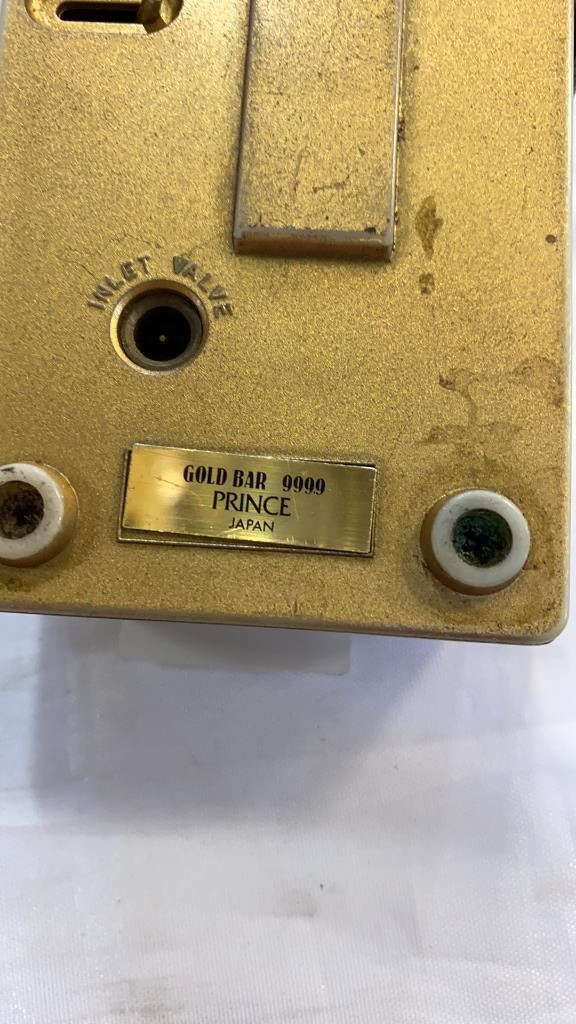 INLET VALVE
GOLD BAR 9999
PRINCE
JAPAN